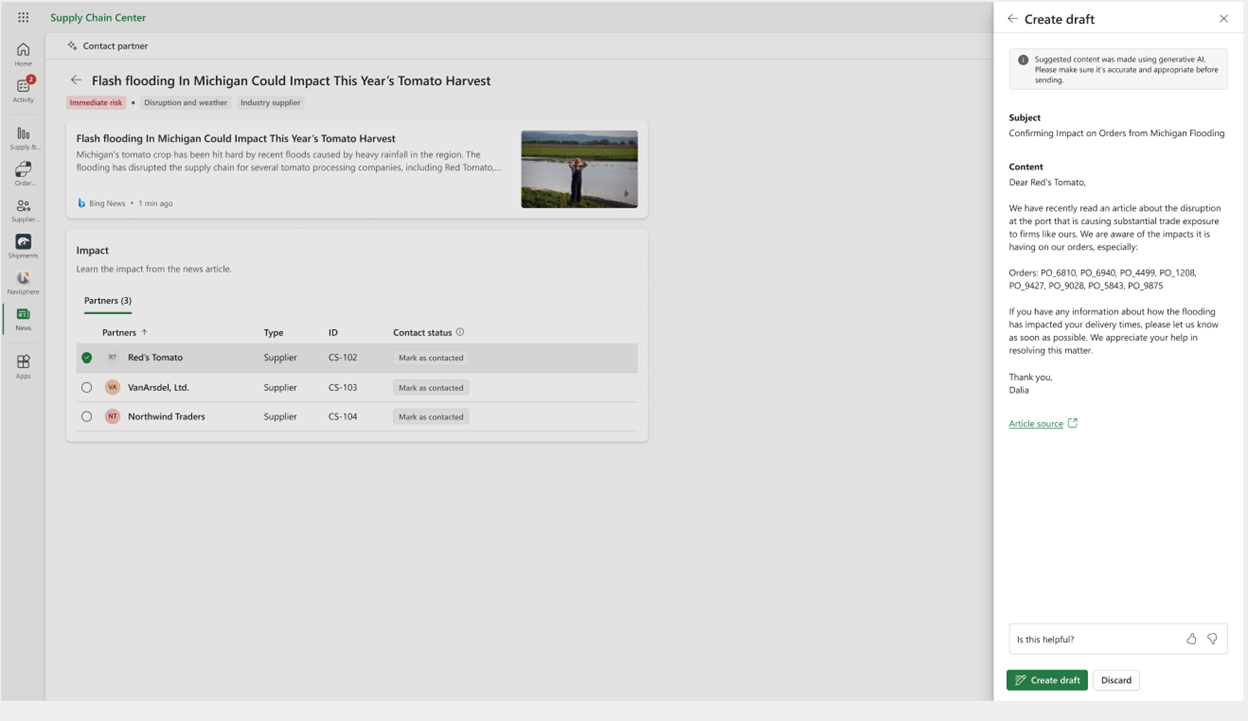 Supply Chain Center
Home
2
Activity
Supply &...
Order...
Supplier...
Shipments
Navisphere
News
Apps
Contact partner
Flash flooding In Michigan Could Impact This Year's Tomato Harvest
Immediate risk • Disruption and weather Industry supplier
Flash flooding In Michigan Could Impact This Year's Tomato Harvest
Michigan's tomato crop has been hit hard by recent floods caused by heavy rainfall in the region. The
flooding has disrupted the supply chain for several tomato processing companies, including Red Tomato,...
Bing News • 1 min ago
Impact
Learn the impact from the news article.
Partners (3)
Partners ↑ Type ID Contact status
RT Red's Tomato Supplier CS-102 Mark as contacted
VA VanArsdel, Ltd. Supplier CS-103 Mark as contacted
NT Northwind Traders Supplier CS-104 Mark as contacted
Create draft
Suggested content was made using generative AI.
Please make sure it's accurate and appropriate before
sending.
Subject
Confirming Impact on Orders from Michigan Flooding
Content
Dear Red's Tomato,
We have recently read an article about the disruption
at the port that is causing substantial trade exposure
to firms like ours. We are aware of the impacts it is
having on our orders, especially:
Orders: PO_6810, PO_6940, PO_4499, PO_1208,
PO_9427, PO_9028, PO_5843, PO_9875
If you have any information about how the flooding
has impacted your delivery times, please let us know
as soon as possible. We appreciate your help in
resolving this matter.
Thank you,
Dalia
Article source
Is this helpful?
Create draft Discard